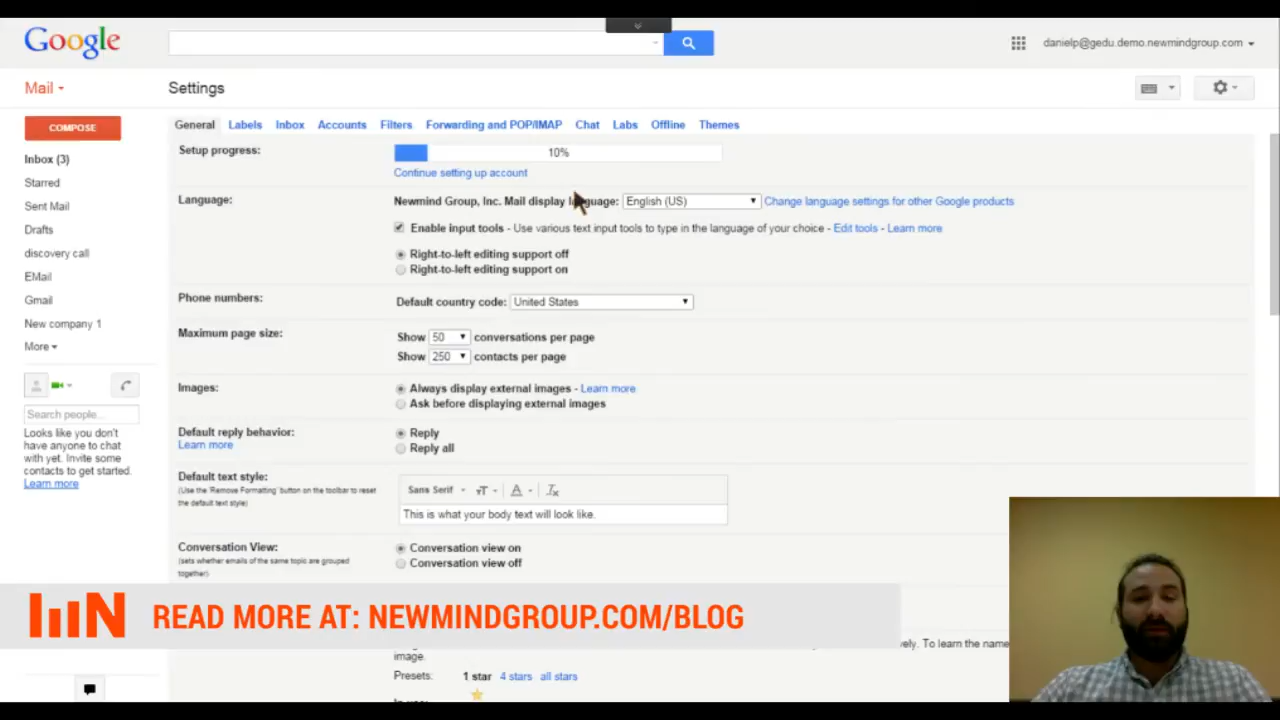 Google
danielp@gedu.demo.newmindgroup.com
Mail
Settings
COMPOSE
General Labels Inbox Accounts Filters Forwarding and POP/IMAP Chat Labs Offline Themes
Inbox (3)
Starred
Sent Mail
Drafts
discovery call
EMail
Gmail
New company 1
More
Search people...
Looks like you don't
have anyone to chat
with yet. Invite some
contacts to get started.
Learn more
Setup progress:
10%
Continue setting up account
Language:
Newmind Group, Inc. Mail display language: English (US) Change language settings for other Google products
Enable input tools - Use various text input tools to type in the language of your choice - Edit tools - Learn more
Right-to-left editing support off
Right-to-left editing support on
Phone numbers:
Default country code: United States
Maximum page size:
Show 50 conversations per page
Show 250 contacts per page
Images:
Always display external images - Learn more
Ask before displaying external images
Default reply behavior:
Learn more
Reply
Reply all
Default text style:
(Use the 'Remove Formatting' button on the toolbar to reset
the default text style)
Sans Serif
This is what your body text will look like.
Conversation View:
(sets whether emails of the same topic are grouped
together)
Conversation view on
Conversation view off
READ MORE AT: NEWMINDGROUP.COM/BLOG
To learn the name
image.
Presets: 1 star 4 stars all stars